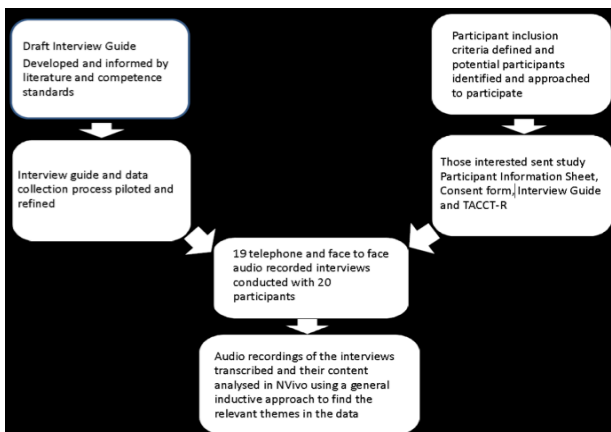 Draft Interview Guide
Developed and informed by
literature and competence
standards
Participant inclusion
criteria defined and
potential participants
identified and approached
to participate
Interview guide and data
collection process piloted and
refined
Those interested sent study
Participant Information Sheet,
Consent form, Interview Guide
and TACCT-R
19 telephone and face to face
audio recorded interviews
conducted with 20
participants
Audio recordings of the interviews
transcribed and their content
analysed in NVivo using a general
inductive approach to find the
relevant themes in the data